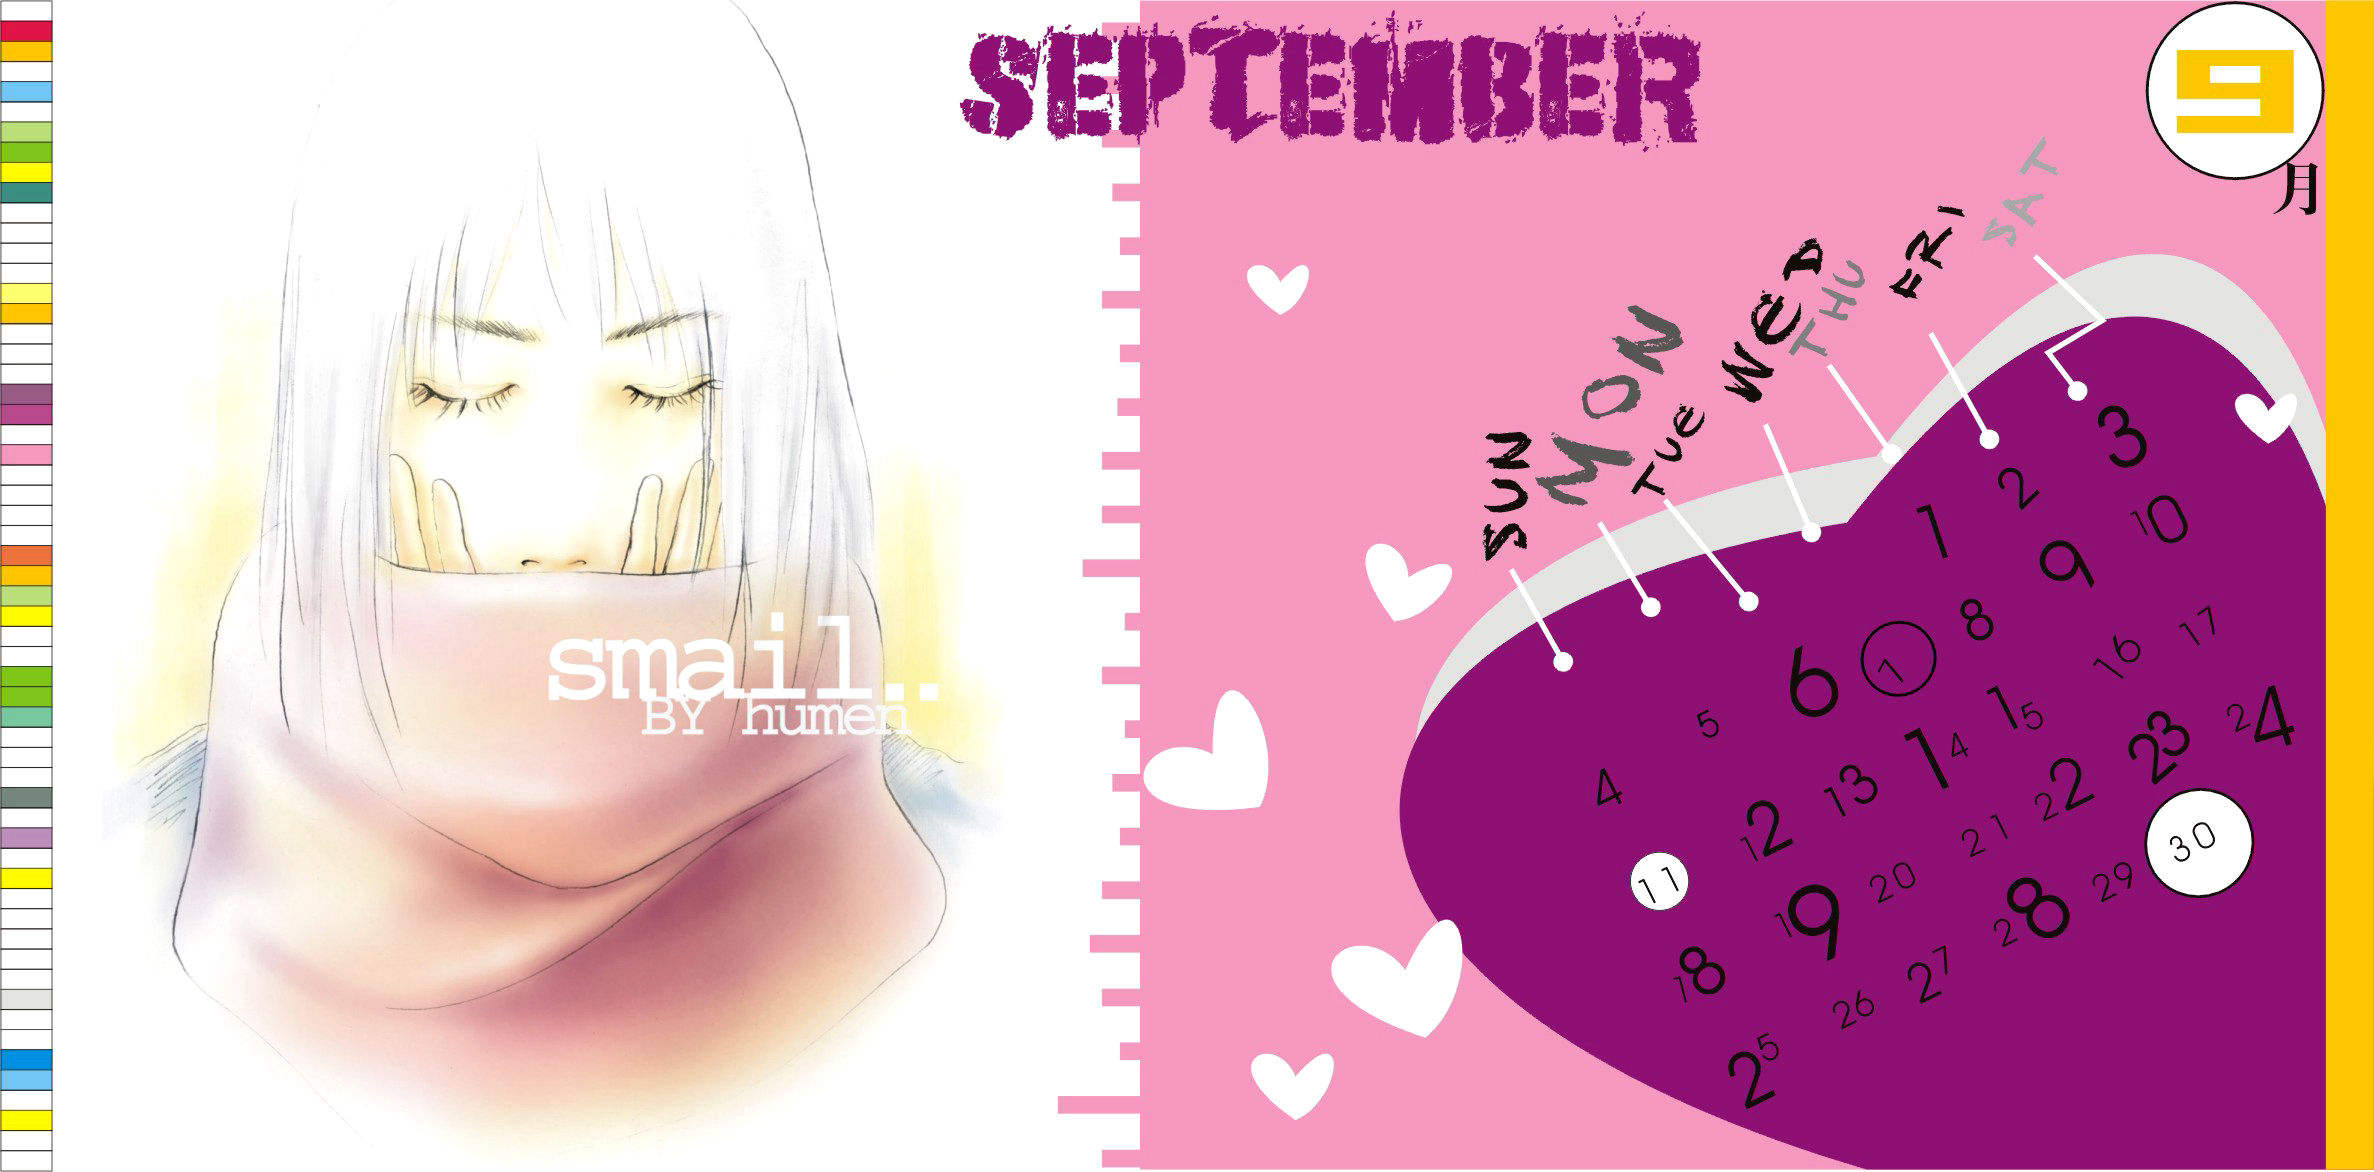 SEPTEMBER
9
月
SUN MON TUE WED THU FRI SAT
1 2 3
4 5 6 7 8 9 10
11 12 13 14 15 16 17
18 19 20 21 22 23 24
25 26 27 28 29 30
smail..
BY humen